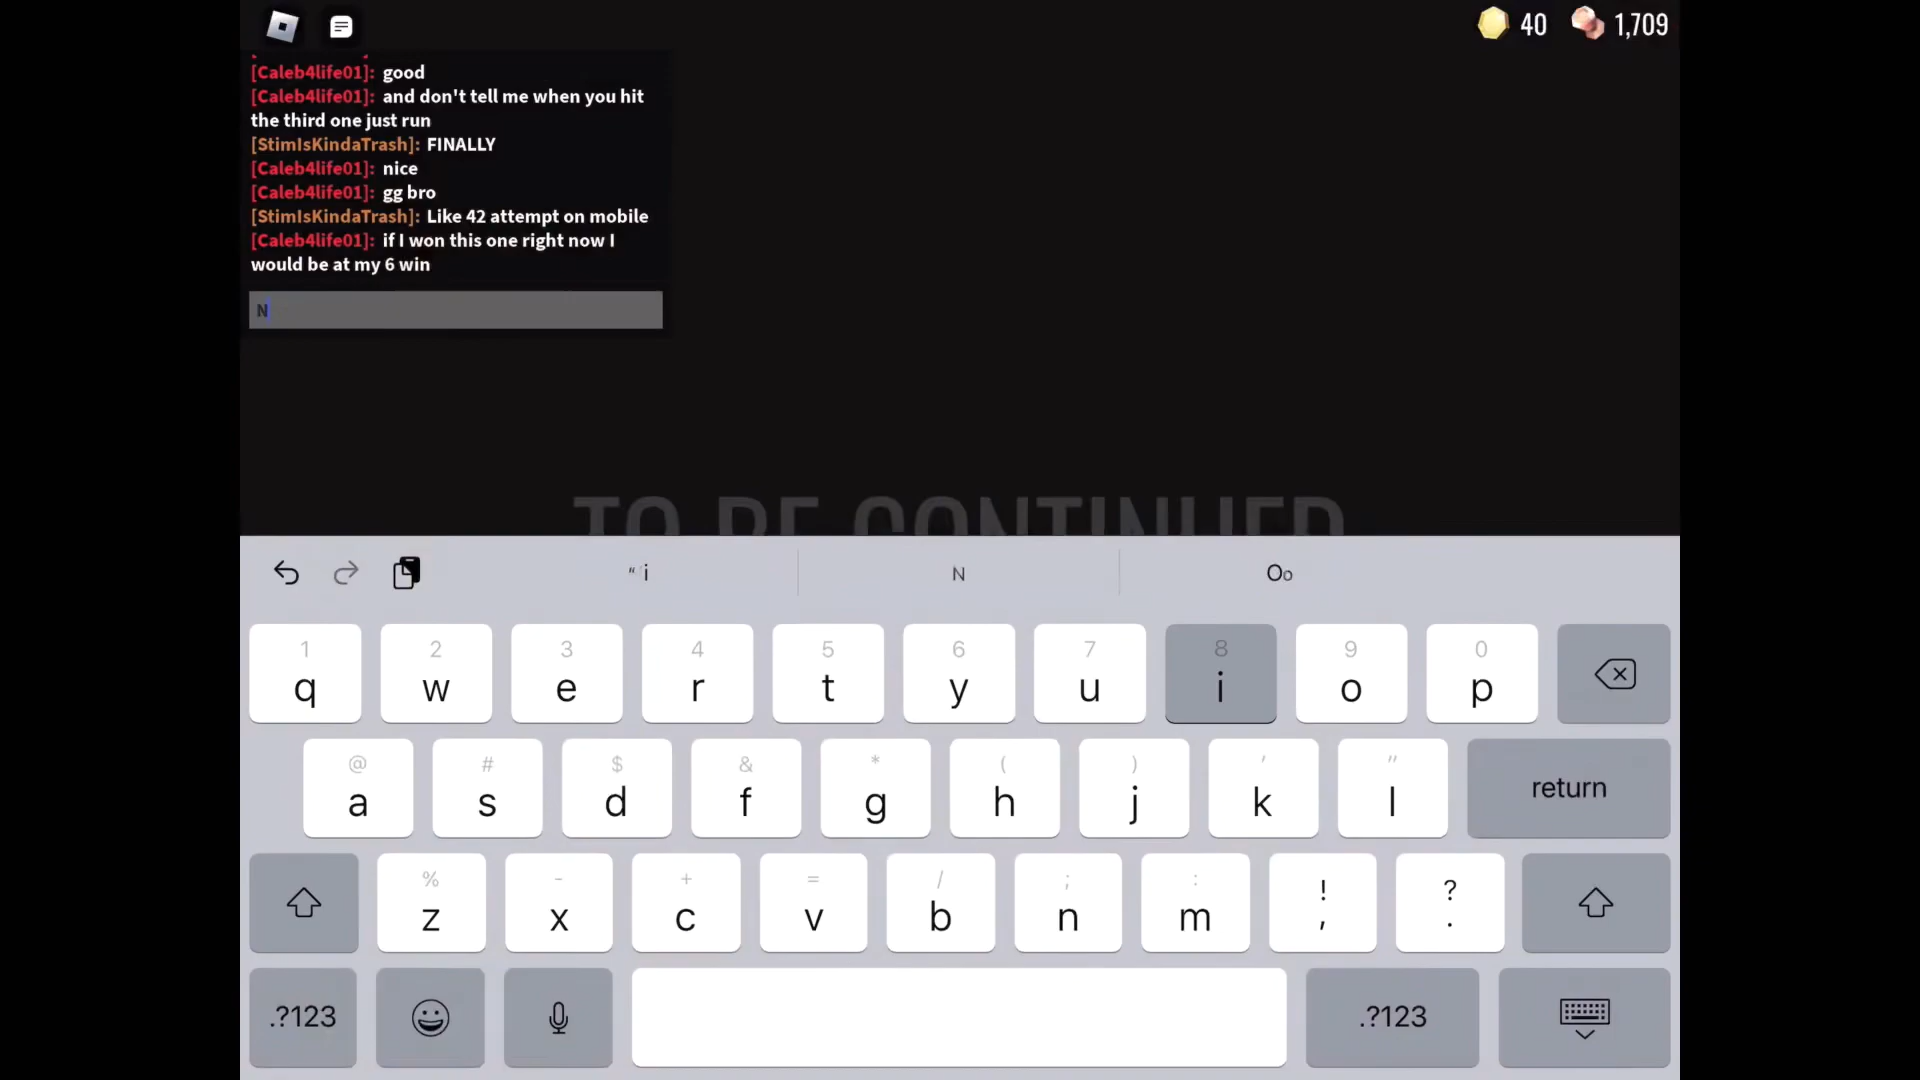 40 1,709
[Caleb4life01]: good
[Caleb4life01]: and don't tell me when you hit
the third one just run
[StimIsKindaTrash]: FINALLY
[Caleb4life01]: nice
[Caleb4life01]: gg bro
[StimIsKindaTrash]: Like 42 attempt on mobile
[Caleb4life01]: if I won this one right now I
would be at my 6 win
N
TO BE CONTINUED
i N Oo
1 2 3 4 5 6 7 8 9 0
q w e r t y u i o p
@ # $ & * ( ) ' "
a s d f g h j k l return
% - + = / ; : ! ?
z x c v b n m , .
.?123 .?123